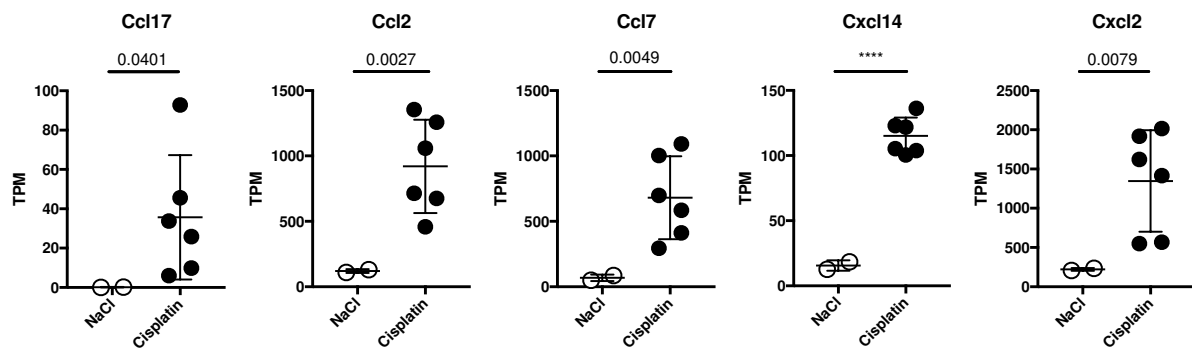 Ccl17
0.0401
100
80
60
40
20
0
TPM
NaCl
Cisplatin
Ccl2
0.0027
1500
1000
500
0
TPM
NaCl
Cisplatin
Ccl7
0.0049
1500
1000
500
0
TPM
NaCl
Cisplatin
Cxcl14
****
150
100
50
0
TPM
NaCl
Cisplatin
Cxcl2
0.0079
2500
2000
1500
1000
500
0
TPM
NaCl
Cisplatin